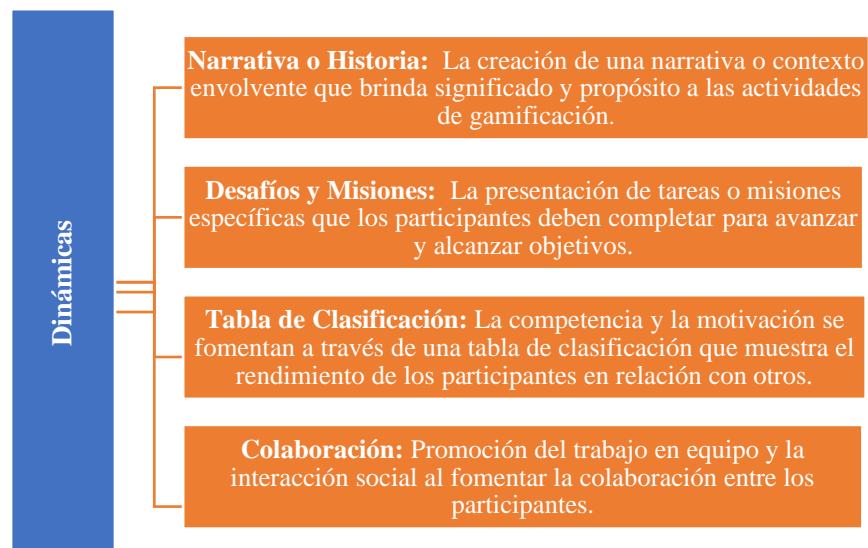 Dinámicas
Narrativa o Historia: La creación de una narrativa o contexto
envolvente que brinda significado y propósito a las actividades
de gamificación.
Desafíos y Misiones: La presentación de tareas o misiones
específicas que los participantes deben completar para avanzar
y alcanzar objetivos.
Tabla de Clasificación: La competencia y la motivación se
fomentan a través de una tabla de clasificación que muestra el
rendimiento de los participantes en relación con otros.
Colaboración: Promoción del trabajo en equipo y la
interacción social al fomentar la colaboración entre los
participantes.